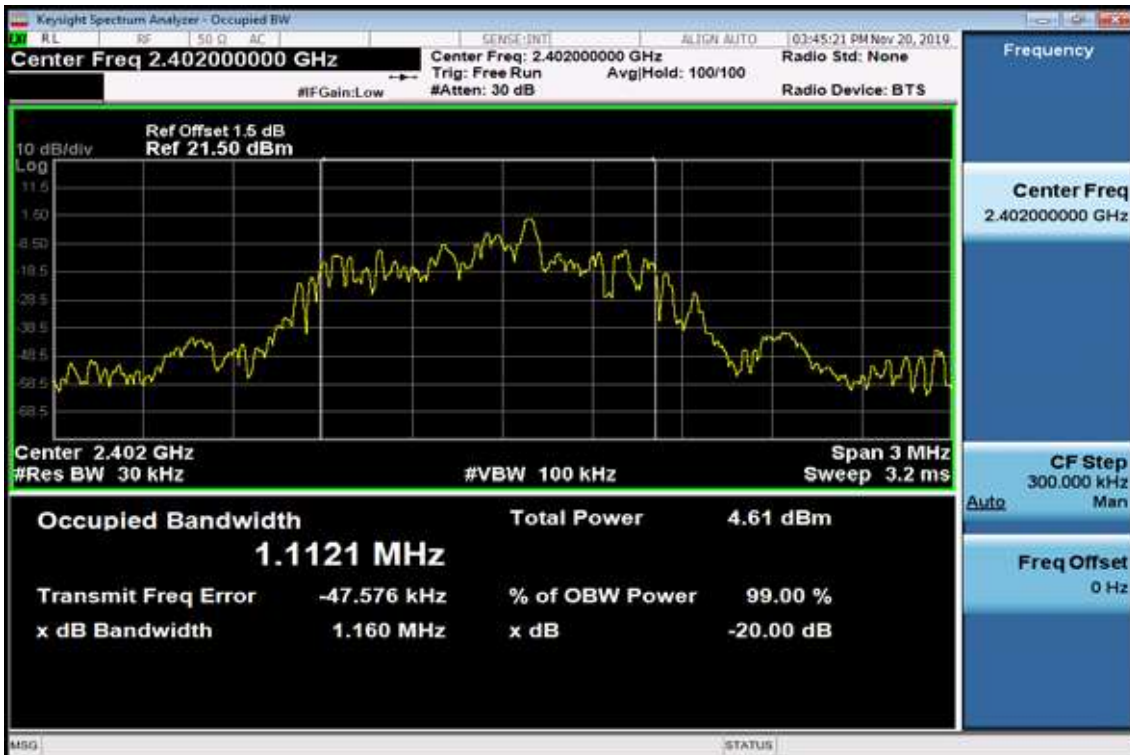 Keysight Spectrum Analyzer - Occupied BW
RL RF 50 Ω AC SENSE:INT ALIGN AUTO 03:45:21 PM Nov 20, 2019
Center Freq 2.402000000 GHz
Center Freq: 2.402000000 GHz
Radio Std: None
Trig: Free Run Avg|Hold: 100/100
#IFGain:Low
#Atten: 30 dB
Radio Device: BTS
Frequency
Ref Offset 1.5 dB
10 dB/div Ref 21.50 dBm
Log
11.5
1.50
-8.50
-18.5
-28.5
-38.5
-48.5
-58.5
-68.5
Center 2.402 GHz Span 3 MHz
#Res BW 30 kHz #VBW 100 kHz Sweep 3.2 ms
Occupied Bandwidth Total Power 4.61 dBm
1.1121 MHz
Transmit Freq Error -47.576 kHz % of OBW Power 99.00 %
x dB Bandwidth 1.160 MHz x dB -20.00 dB
Center Freq
2.402000000 GHz
CF Step
300.000 kHz
Auto Man
Freq Offset
0 Hz
MSG STATUS